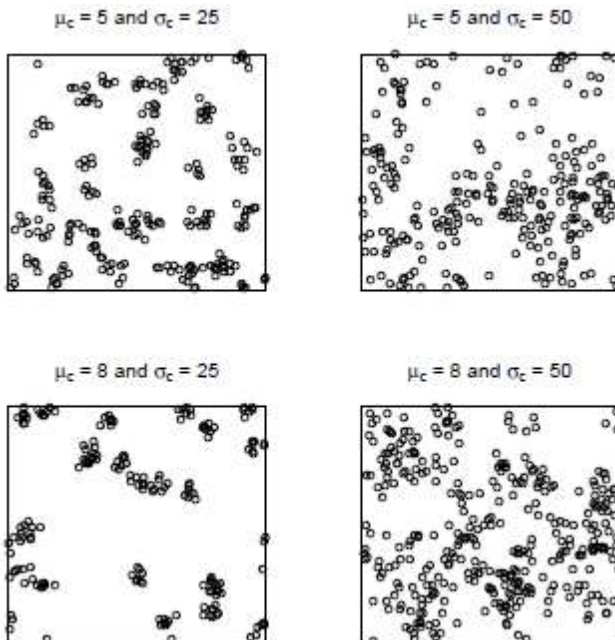 μc = 5 and σc = 25
μc = 5 and σc = 50
μc = 8 and σc = 25
μc = 8 and σc = 50